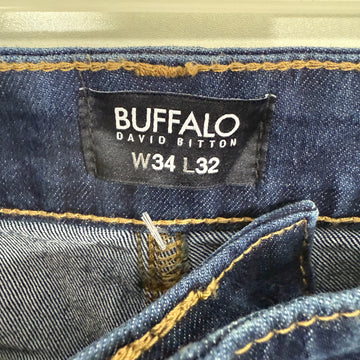 BUFFALO
DAVID BITTON
W34 L32